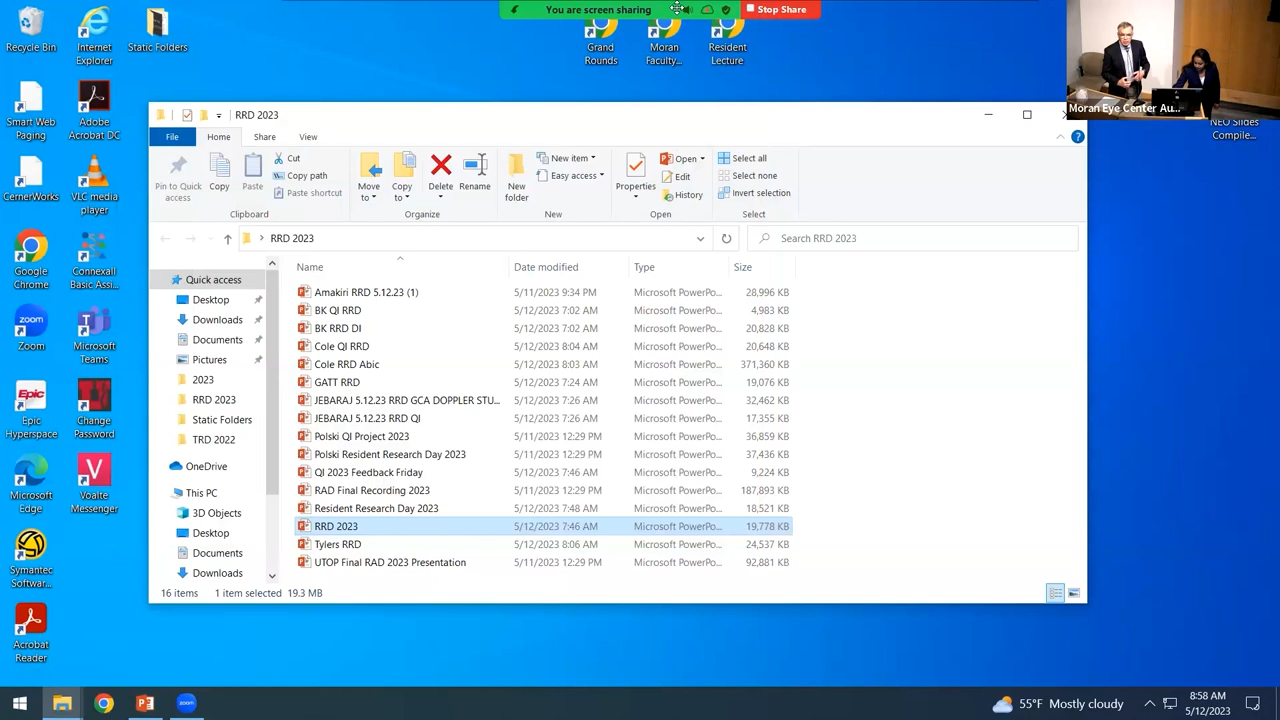 You are screen sharing
Stop Share
Moran Eye Center Au...
Recycle Bin
Internet Explorer
Static Folders
Grand Rounds
Moran Faculty...
Resident Lecture
NEO Slides Compile...
Smart Web Paging
Adobe Acrobat DC
CernerWorks
VLC media player
Google Chrome
Connexall Basic Assi...
Zoom
Microsoft Teams
Epic Hyperspace
Change Password
Microsoft Edge
Voalte Messenger
Symantec Softwar...
Acrobat Reader
RRD 2023
File Home Share View
Pin to Quick access
Copy
Paste
Cut
Copy path
Paste shortcut
Clipboard
Move to
Copy to
Delete
Rename
Organize
New folder
New item
Easy access
New
Properties
Open
Edit
History
Open
Select all
Select none
Invert selection
Select
RRD 2023
Search RRD 2023
Quick access
Desktop
Downloads
Documents
Pictures
2023
RRD 2023
Static Folders
TRD 2022
OneDrive
This PC
3D Objects
Desktop
Documents
Downloads
Name Date modified Type Size
Amakiri RRD 5.12.23 (1) 5/11/2023 9:34 PM Microsoft PowerPo... 28,996 KB
BK QI RRD 5/12/2023 7:02 AM Microsoft PowerPo... 4,983 KB
BK RRD DI 5/12/2023 7:02 AM Microsoft PowerPo... 20,828 KB
Cole QI RRD 5/12/2023 8:04 AM Microsoft PowerPo... 20,648 KB
Cole RRD Abic 5/12/2023 8:03 AM Microsoft PowerPo... 371,360 KB
GATT RRD 5/12/2023 7:24 AM Microsoft PowerPo... 19,076 KB
JEBARAJ 5.12.23 RRD GCA DOPPLER STU... 5/12/2023 7:26 AM Microsoft PowerPo... 32,462 KB
JEBARAJ 5.12.23 RRD QI 5/12/2023 7:26 AM Microsoft PowerPo... 17,355 KB
Polski QI Project 2023 5/11/2023 12:29 PM Microsoft PowerPo... 36,859 KB
Polski Resident Research Day 2023 5/11/2023 12:29 PM Microsoft PowerPo... 37,436 KB
QI 2023 Feedback Friday 5/12/2023 7:46 AM Microsoft PowerPo... 9,224 KB
RAD Final Recording 2023 5/11/2023 12:29 PM Microsoft PowerPo... 187,893 KB
Resident Research Day 2023 5/12/2023 7:48 AM Microsoft PowerPo... 18,521 KB
RRD 2023 5/12/2023 7:46 AM Microsoft PowerPo... 19,778 KB
Tylers RRD 5/12/2023 8:06 AM Microsoft PowerPo... 24,537 KB
UTOP Final RAD 2023 Presentation 5/11/2023 12:29 PM Microsoft PowerPo... 92,881 KB
16 items 1 item selected 19.3 MB
55°F Mostly cloudy
8:58 AM
5/12/2023